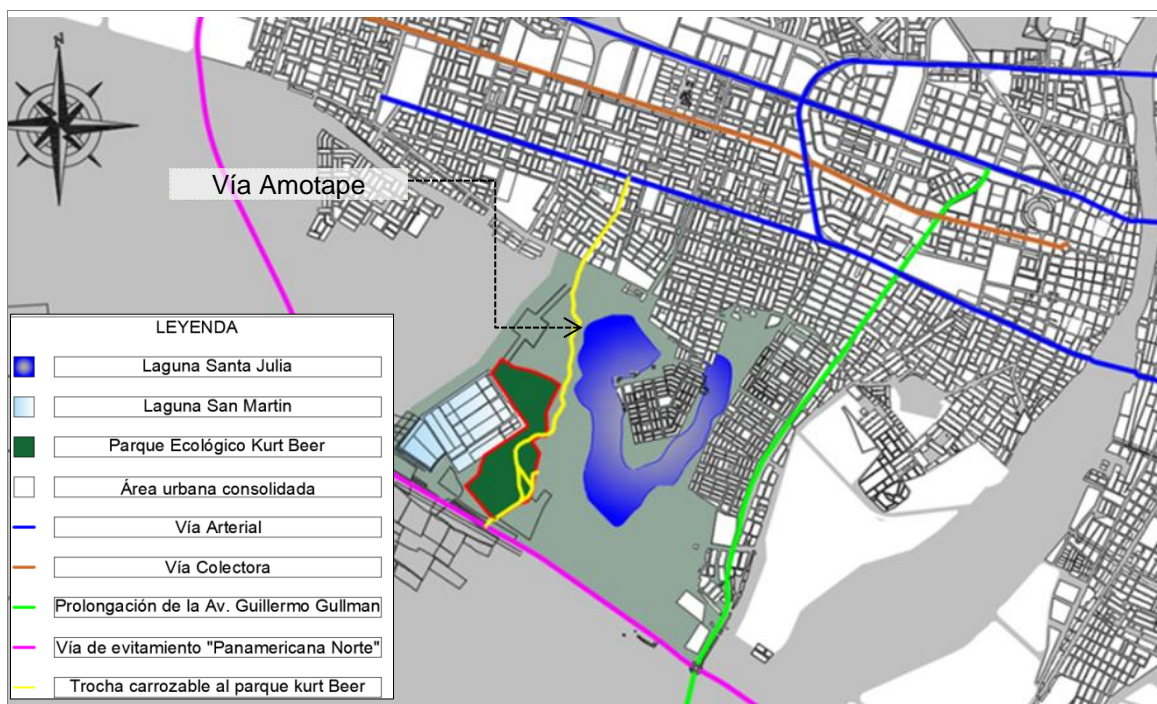 N
Vía Amotape
LEYENDA
Laguna Santa Julia
Laguna San Martin
Parque Ecológico Kurt Beer
Área urbana consolidada
Vía Arterial
Vía Colectora
Prolongación de la Av. Guillermo Gullman
Vía de evitamiento "Panamericana Norte"
Trocha carrozable al parque kurt Beer